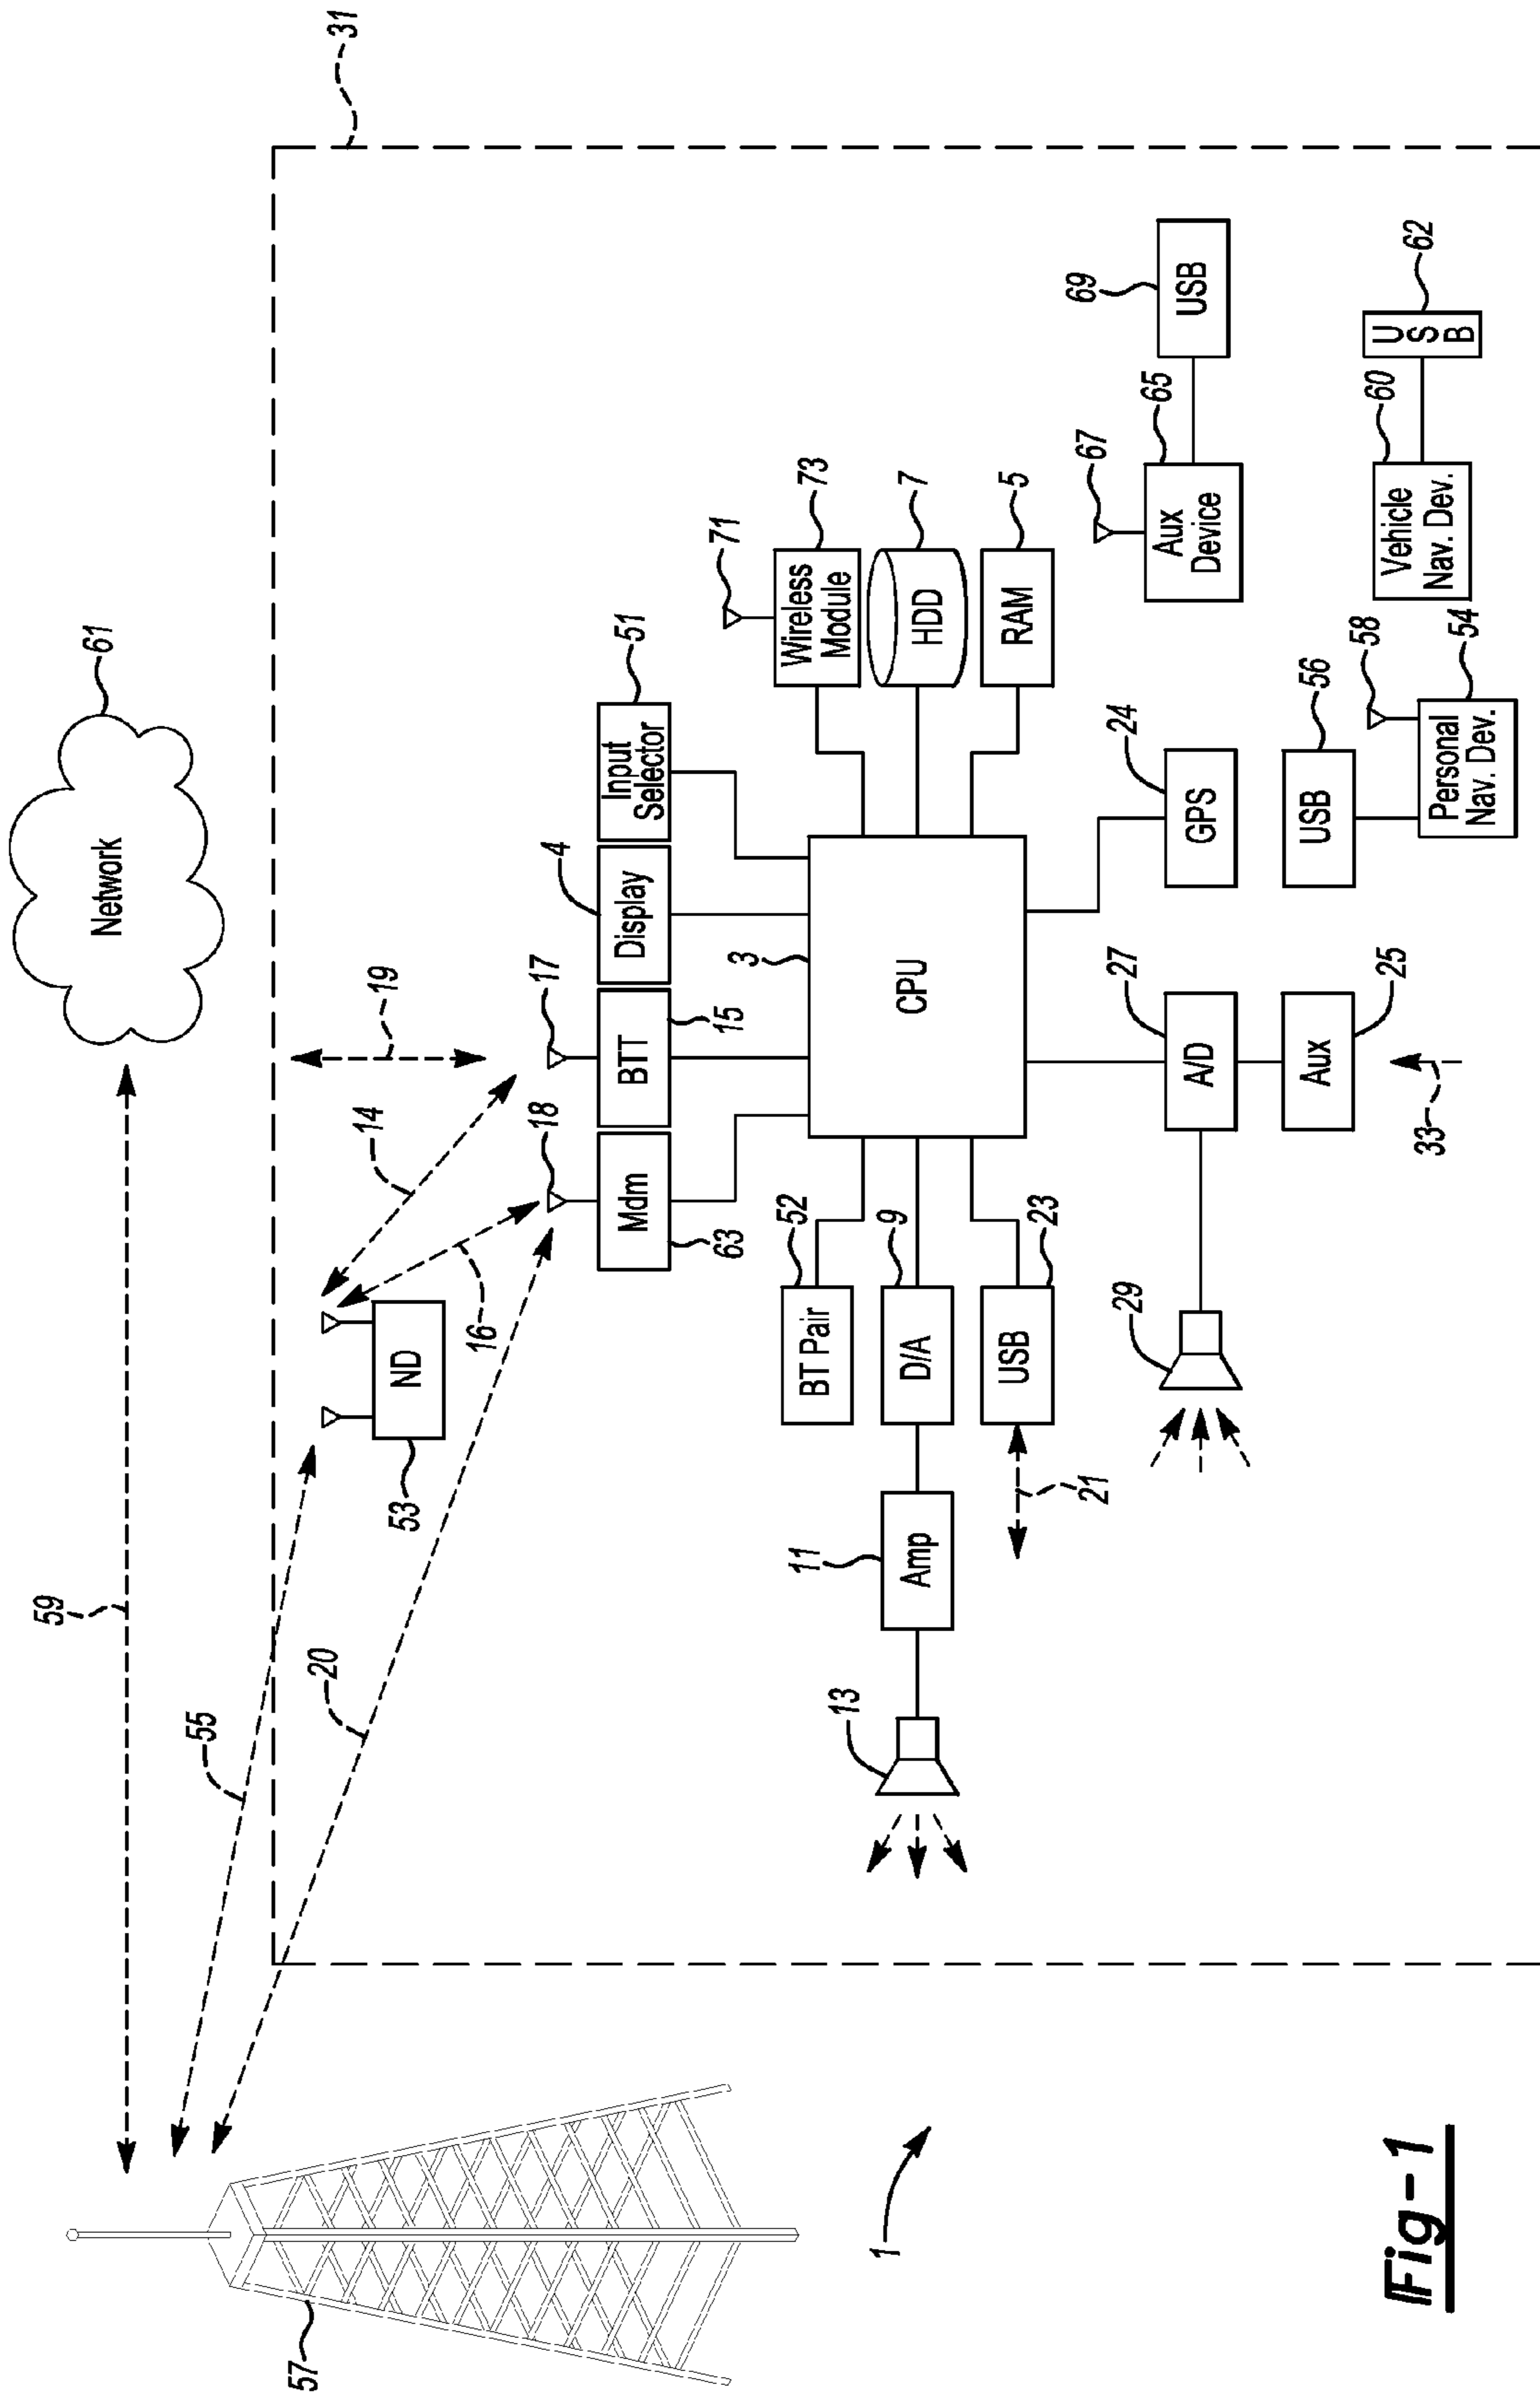 61
Network
59
31
55
20
19
14
16
53
ND
18
17
4
51
Mdm
BTT
Display
Input
Selector
63
15
71
57
52
BT Pair
3
CPU
73
Wireless
Module
13
11
Amp
9
D/A
7
HDD
1
21
USB
23
5
RAM
67
69
29
27
A/D
24
GPS
65
Aux
Device
USB
Aux
25
USB
56
58
60
62
33
Personal
Nav. Dev.
54
Vehicle
Nav. Dev.
U
S
B
Fig-1